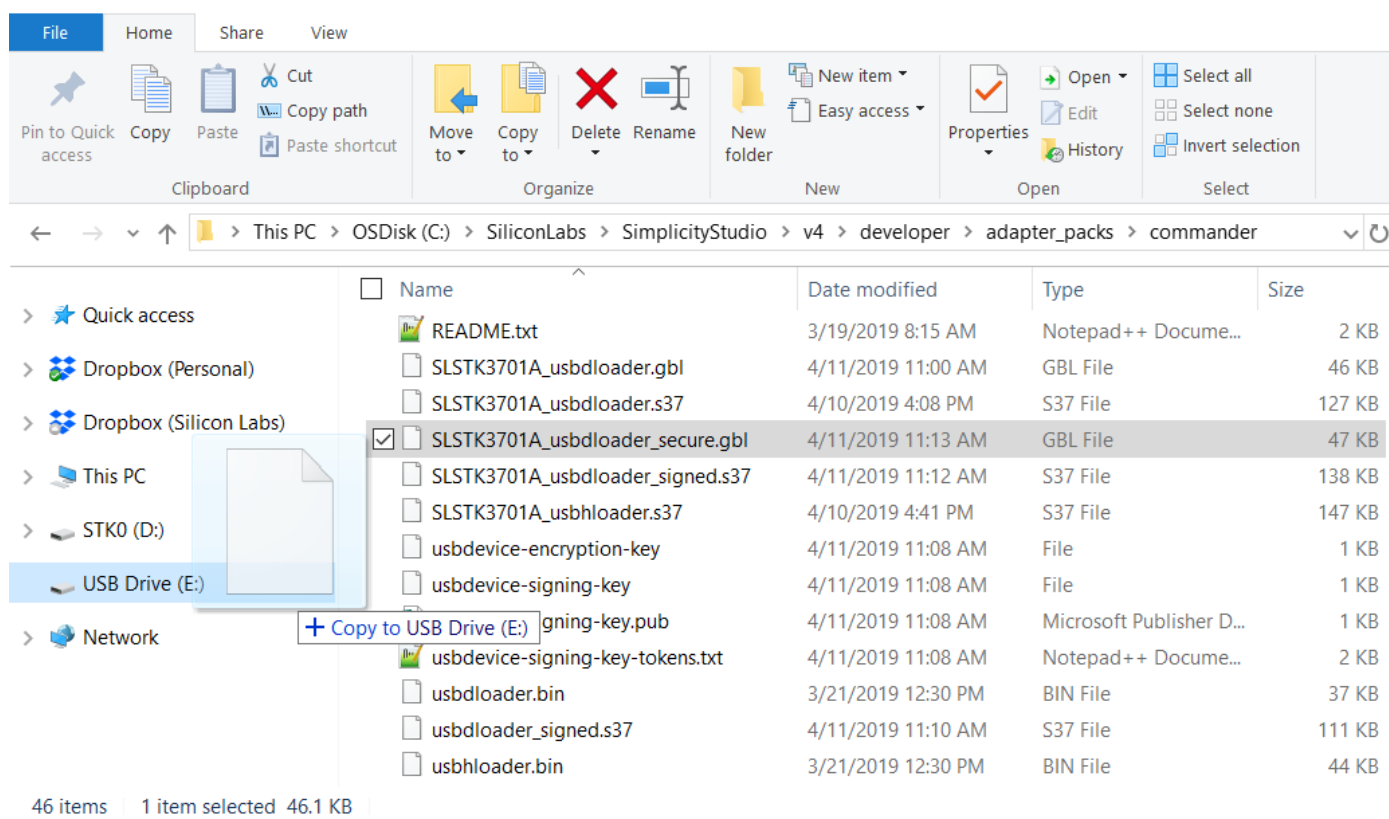 File Home Share View
Cut
Copy path
Paste shortcut
Pin to Quick access
Copy
Paste
Clipboard
Move to
Copy to
Delete
Rename
Organize
New folder
New item
Easy access
New
Properties
Open
Edit
History
Open
Select all
Select none
Invert selection
Select
This PC > OSDisk (C:) > SiliconLabs > SimplicityStudio > v4 > developer > adapter_packs > commander
Quick access
Dropbox (Personal)
Dropbox (Silicon Labs)
This PC
STK0 (D:)
USB Drive (E:)
Network
+ Copy to USB Drive (E:)
Name Date modified Type Size
README.txt 3/19/2019 8:15 AM Notepad++ Docume... 2 KB
SLSTK3701A_usbdloader.gbl 4/11/2019 11:00 AM GBL File 46 KB
SLSTK3701A_usbdloader.s37 4/10/2019 4:08 PM S37 File 127 KB
SLSTK3701A_usbdloader_secure.gbl 4/11/2019 11:13 AM GBL File 47 KB
SLSTK3701A_usbdloader_signed.s37 4/11/2019 11:12 AM S37 File 138 KB
SLSTK3701A_usbhloader.s37 4/10/2019 4:41 PM S37 File 147 KB
usbdevice-encryption-key 4/11/2019 11:08 AM File 1 KB
usbdevice-signing-key 4/11/2019 11:08 AM File 1 KB
gning-key.pub 4/11/2019 11:08 AM Microsoft Publisher D... 1 KB
usbdevice-signing-key-tokens.txt 4/11/2019 11:08 AM Notepad++ Docume... 2 KB
usbdloader.bin 3/21/2019 12:30 PM BIN File 37 KB
usbdloader_signed.s37 4/11/2019 11:10 AM S37 File 111 KB
usbhloader.bin 3/21/2019 12:30 PM BIN File 44 KB
46 items 1 item selected 46.1 KB